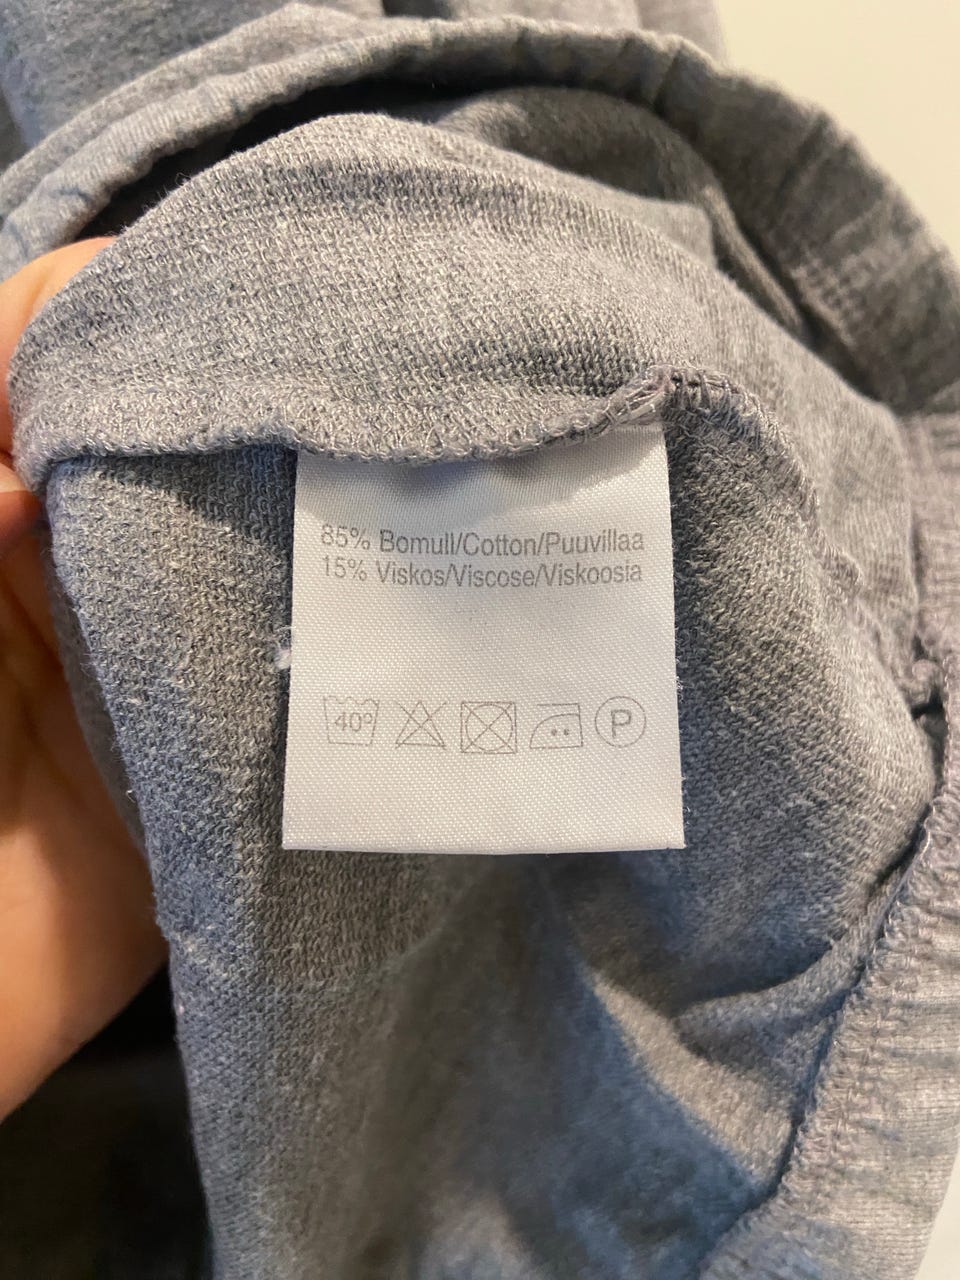 85% Bomull/Cotton/Puuvillaa
15% Viskos/Viscose/Viskoosia
40° P